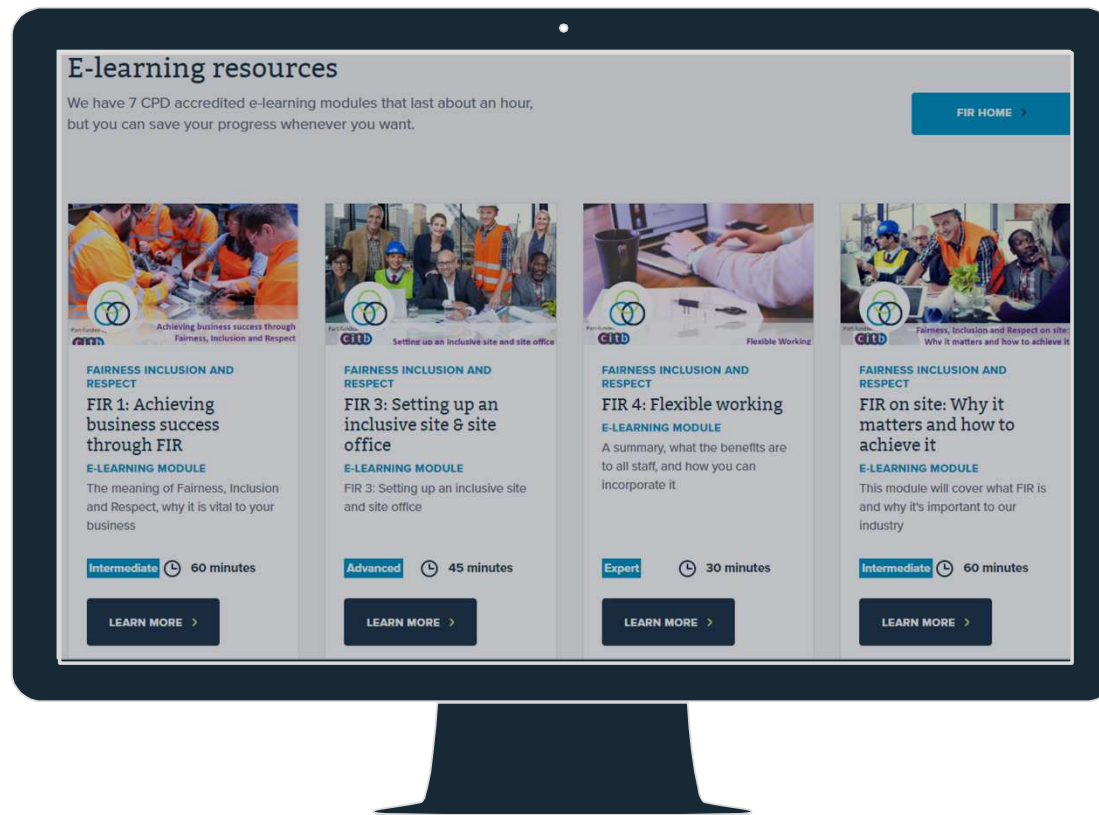 E-learning resources
We have 7 CPD accredited e-learning modules that last about an hour,
but you can save your progress whenever you want.
FIR HOME >
Part-funded
citb
Achieving business success through
Fairness, Inclusion and Respect
FAIRNESS INCLUSION AND
RESPECT
FIR 1: Achieving
business success
through FIR
E-LEARNING MODULE
The meaning of Fairness, Inclusion
and Respect, why it is vital to your
business
Intermediate 60 minutes
LEARN MORE >
citb
Setting up an inclusive site and site office
FAIRNESS INCLUSION AND
RESPECT
FIR 3: Setting up an
inclusive site & site
office
E-LEARNING MODULE
FIR 3: Setting up an inclusive site
and site office
Advanced 45 minutes
LEARN MORE >
citb
Flexible Working
FAIRNESS INCLUSION AND
RESPECT
FIR 4: Flexible working
E-LEARNING MODULE
A summary, what the benefits are
to all staff, and how you can
incorporate it
Expert 30 minutes
LEARN MORE >
citb
Fairness, Inclusion and Respect on site:
Why it matters and how to achieve it
FAIRNESS INCLUSION AND
RESPECT
FIR on site: Why it
matters and how to
achieve it
E-LEARNING MODULE
This module will cover what FIR is
and why it's important to our
industry
Intermediate 60 minutes
LEARN MORE >